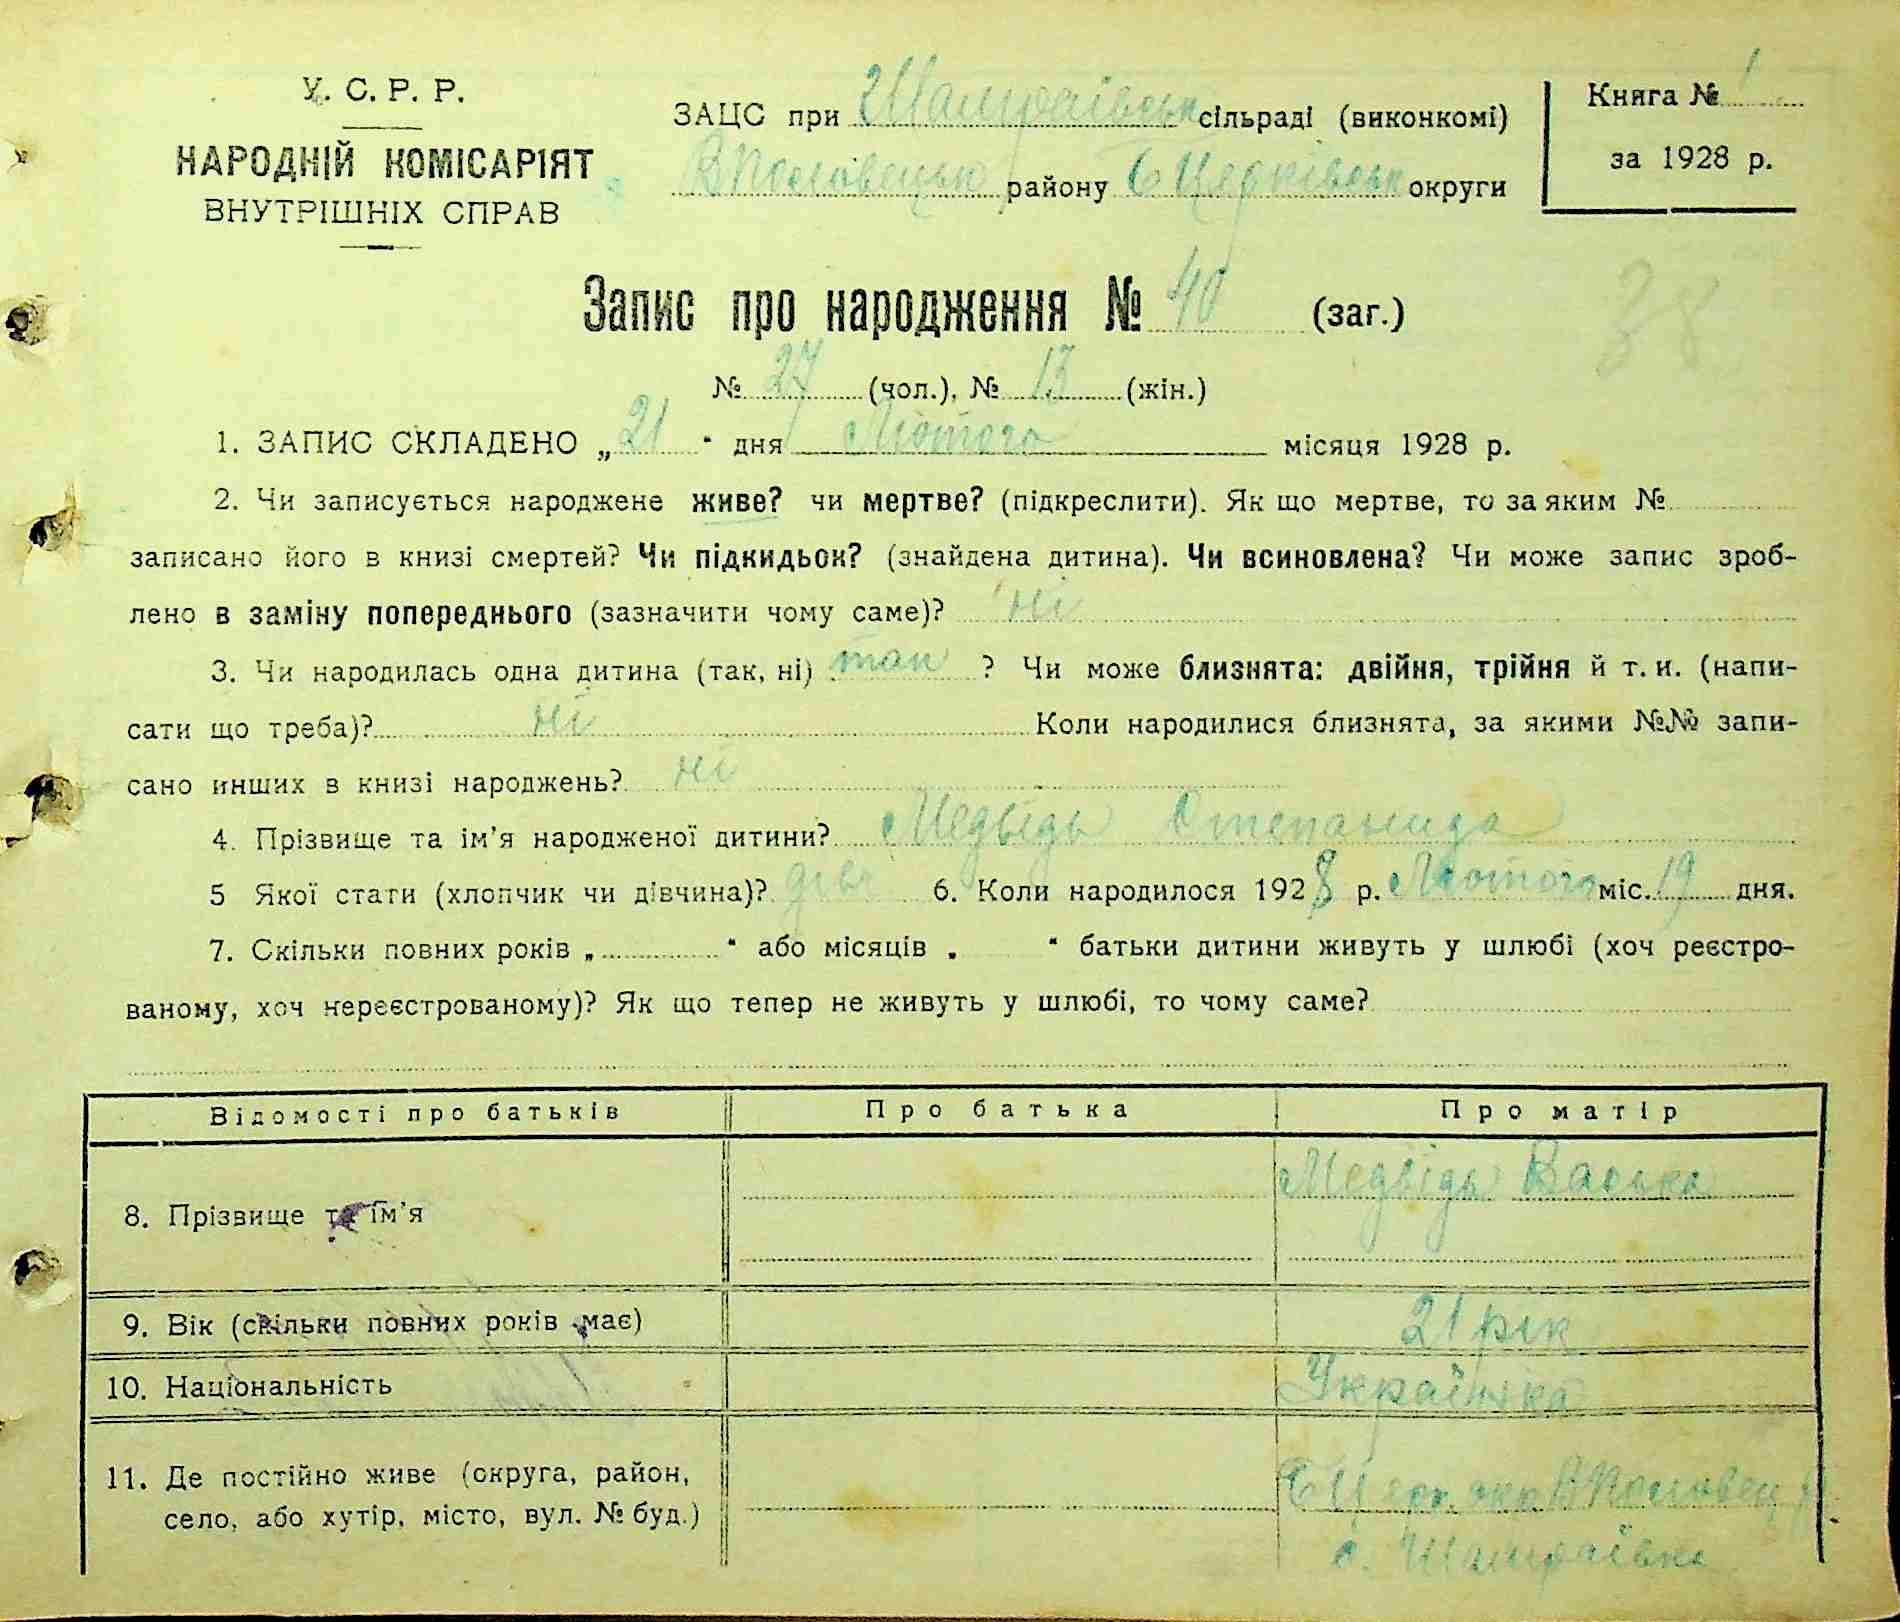 У. С. Р. Р.
НАРОДНІЙ КОМІСАРІЯТ
ВНУТРІШНІХ СПРАВ
ЗАЦС при Шамраївськ сільраді (виконкомі)
ВПоловецьк району БЦерківськ округи
Книга № 1
за 1928 р.
Запис про народження № 40 (заг.)
38
№ 27 (чол.), № 13 (жін.)
1. ЗАПИС СКЛАДЕНО „21“ дня Лютого місяця 1928 р.
2. Чи записується народжене живе? чи мертве? (підкреслити). Як що мертве, то за яким №
записано його в книзі смертей? Чи підкидьок? (знайдена дитина). Чи всиновлена? Чи може запис зроб-
лено в заміну попереднього (зазначити чому саме)? ні
3. Чи народилась одна дитина (так, ні) так ? Чи може близнята: двійня, трійня й т. и. (напи-
сати що треба)? ні Коли народилися близнята, за якими №№ запи-
сано инших в книзі народжень? ні
4. Прізвище та ім’я народженої дитини? Медвідь Степанида
5 Якої стати (хлопчик чи дівчина)? дівч 6. Коли народилося 1928 р. Лютого міс. 19 дня.
7. Скільки повних років „ “ або місяців „ “ батьки дитини живуть у шлюбі (хоч реєстро-
ваному, хоч нереєстрованому)? Як що тепер не живуть у шлюбі, то чому саме?
Відомості про батьків Про батька Про матір
8. Прізвище та ім’я Медвідь Васька
9. Вік (скільки повних років має) 21 рік
10. Національність Українка
11. Де постійно живе (округа, район, БЦерк. окр ВПоловец р
село, або хутір, місто, вул. № буд.) с. Шамраївка